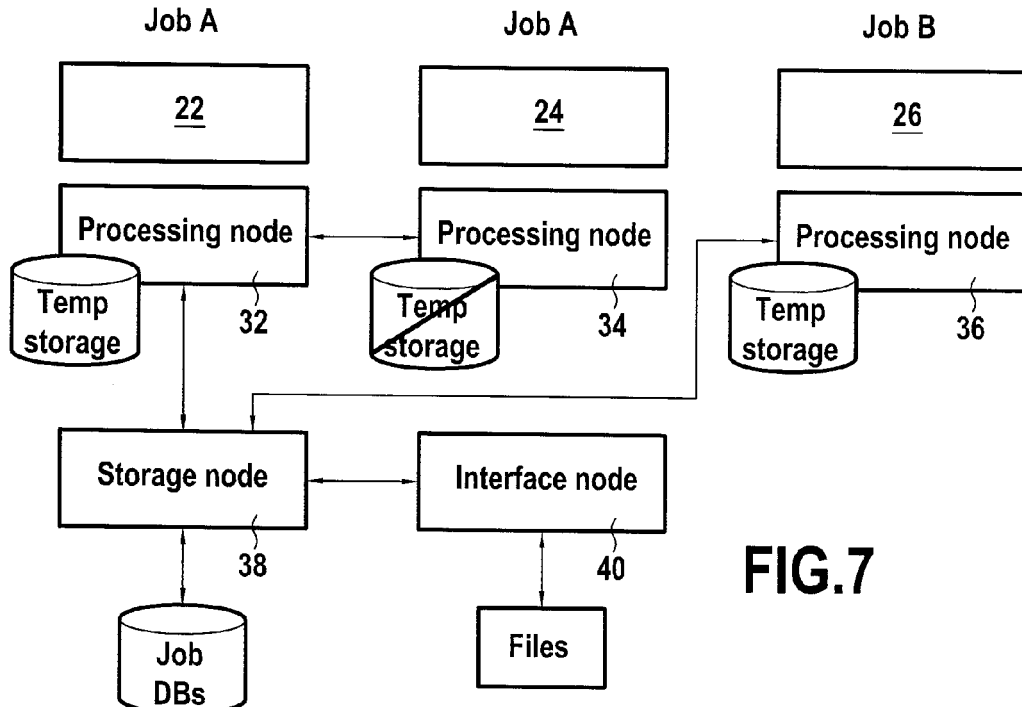 Job A
Job A
Job B
22
24
26
Processing node
Processing node
Processing node
Temp
storage
32
Temp
storage
34
Temp
storage
36
Storage node
Interface node
38
40
FIG.7
Job
DBs
Files